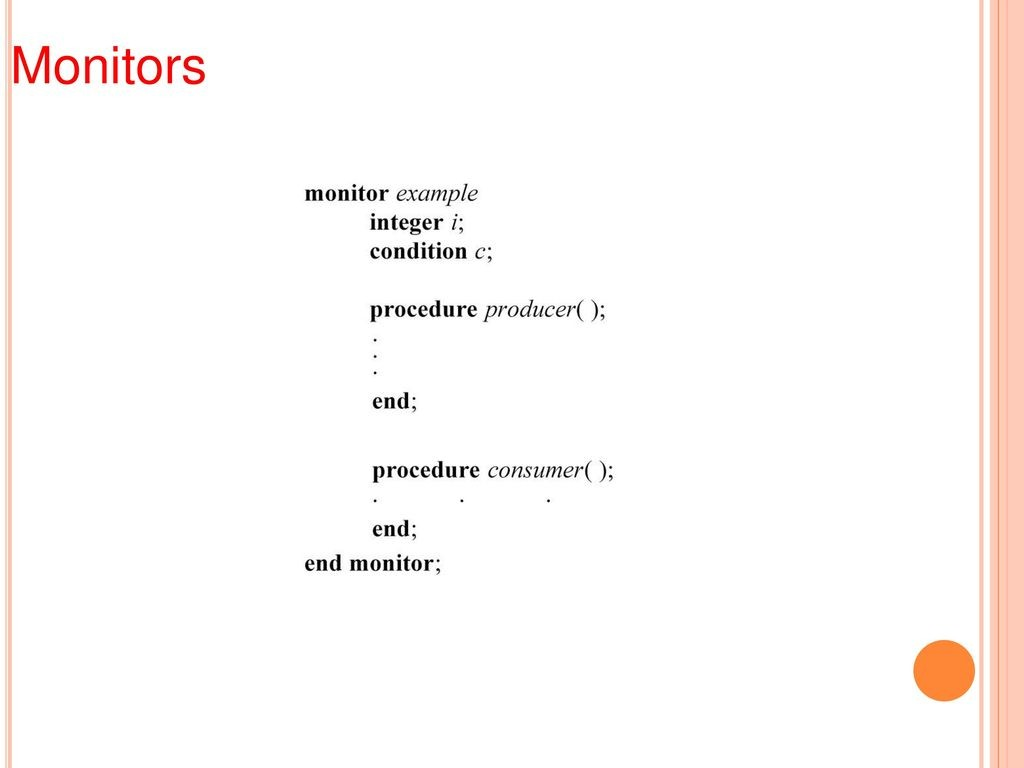 Monitors
monitor example
integer i;
condition c;
procedure producer( );
.
.
.
end;
procedure consumer( );
. . .
end;
end monitor;